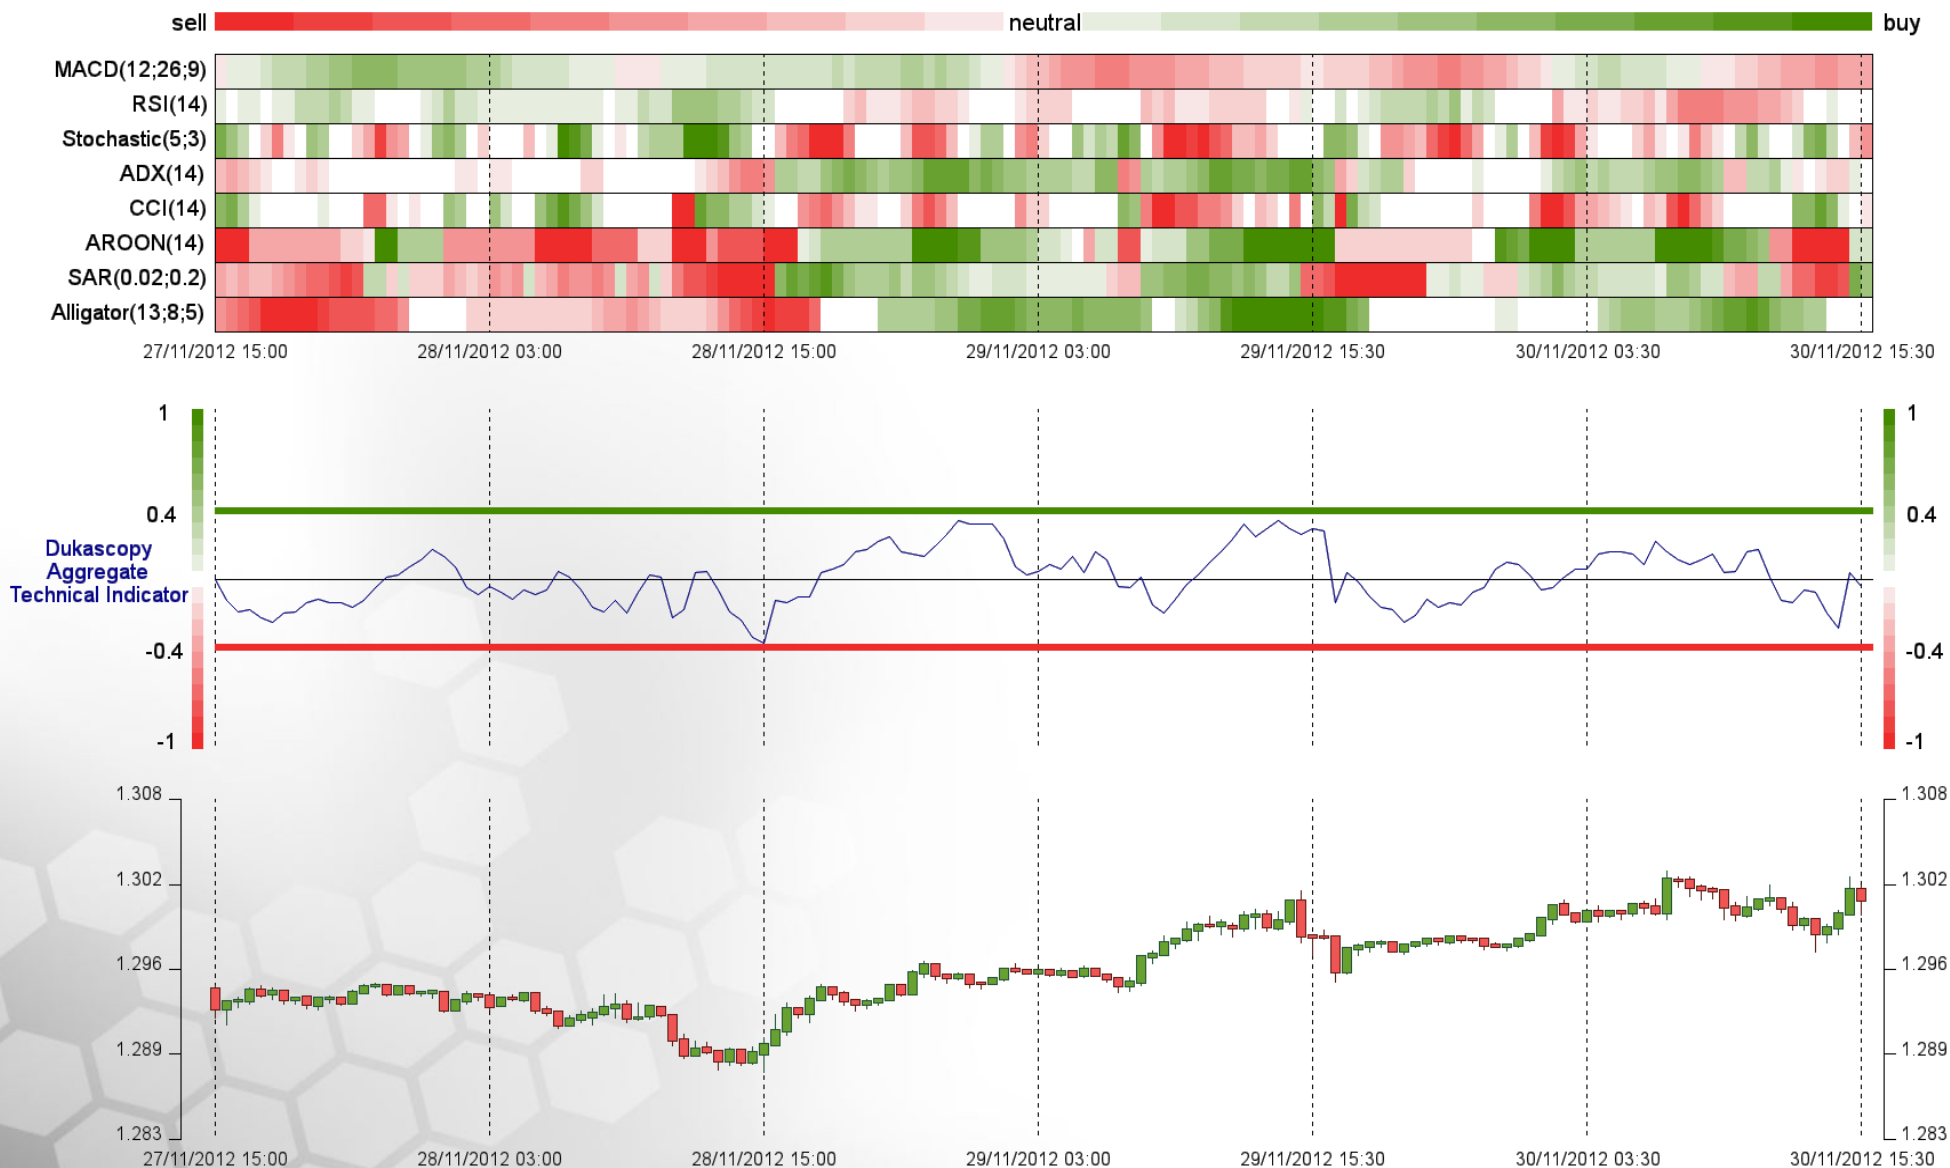 sell neutral buy
MACD(12;26;9)
RSI(14)
Stochastic(5;3)
ADX(14)
CCI(14)
AROON(14)
SAR(0.02;0.2)
Alligator(13;8;5)
27/11/2012 15:00 28/11/2012 03:00 28/11/2012 15:00 29/11/2012 03:00 29/11/2012 15:30 30/11/2012 03:30 30/11/2012 15:30
1 1
0.4 0.4
Dukascopy
Aggregate
Technical Indicator
-0.4 -0.4
-1 -1
1.308 1.308
1.302 1.302
1.296 1.296
1.289 1.289
1.283 1.283
27/11/2012 15:00 28/11/2012 03:00 28/11/2012 15:00 29/11/2012 03:00 29/11/2012 15:30 30/11/2012 03:30 30/11/2012 15:30